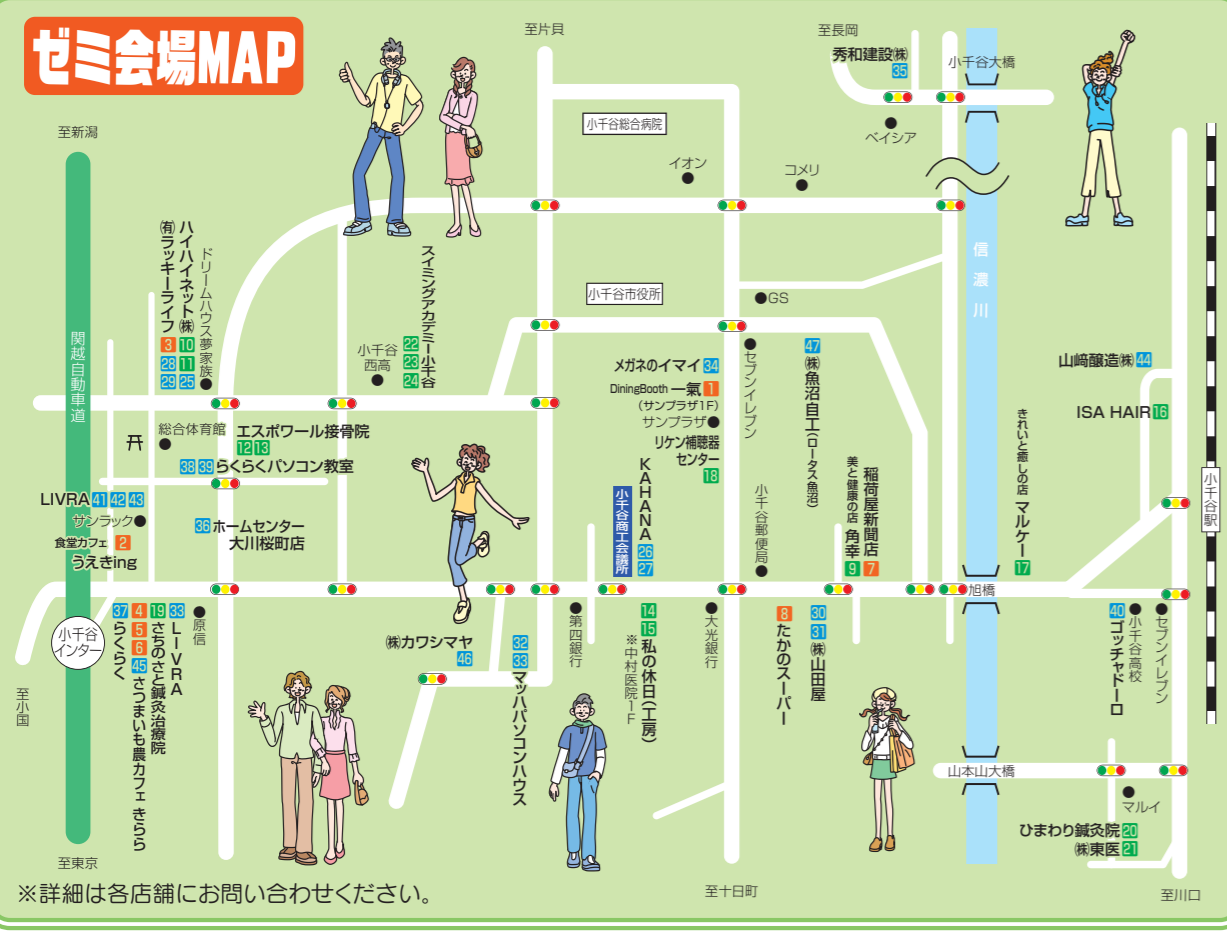 ゼミ会場MAP
至片貝
至長岡
秀和建設㈱
35
小千谷大橋
小千谷総合病院
ベイシア
至新潟
イオン
コメリ
㈲ラッキーライフ
3
28
29
ハイハイネット㈱
10
11
25
ドリームハウス夢家族
スイミングアカデミー小千谷
22
23
24
小千谷西高
小千谷市役所
GS
信濃川
関越自動車道
メガネのイマイ 34
DiningBooth 一氣 1
(サンプラザ1F)
サンプラザ
リケン補聴器
センター
18
セブンイレブン
47
㈱魚沼自工(ロータス魚沼)
山﨑醸造㈱ 44
ISA HAIR 16
総合体育館
エスポワール接骨院
12 13
38 39 らくらくパソコン教室
LIVRA 41 42 43
サンラック
食堂カフェ 2
うえきing
36 ホームセンター
大川桜町店
小千谷商工会議所
KAHANA
26
27
小千谷郵便局
美と健康の店 角幸
9
稲荷屋新聞店
7
きれいと癒しの店 マルケー
17
小千谷駅
旭橋
小千谷
インター
37
らくらく
4
5
6
45
さつまいも農カフェ きらら
19
さちのさと鍼灸治療院
33
LIVRA
原信
㈱カワシマヤ
46
32
33
マッハパソコンハウス
第四銀行
14
15
私の休日(工房)
※中村医院1F
大光銀行
8
たかのスーパー
30
31
㈱山田屋
40
ゴッチャドーロ
小千谷高校
セブンイレブン
至小国
山本山大橋
マルイ
ひまわり鍼灸院 20
㈱東医 21
至東京
至十日町
至川口
※詳細は各店舗にお問い合わせください。